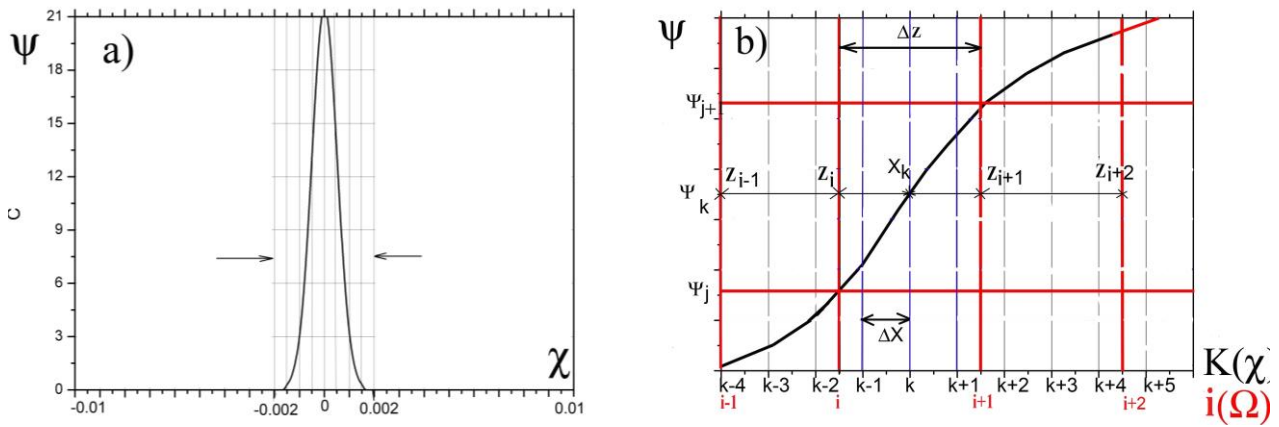 21
18
15
12
9
6
3
0
Ψ
a)
C
χ
-0.01
-0.002
0
0.002
0.01
Ψ
b)
Δz
Ψj+
Ψk
Ψj
zi-1
zi
Xk
zi+1
zi+2
ΔX
k-4 k-3 k-2 k-1 k k+1 k+2 k+3 k+4 k+5
K(χ)
i-1 i i+1 i+2
i(Ω)